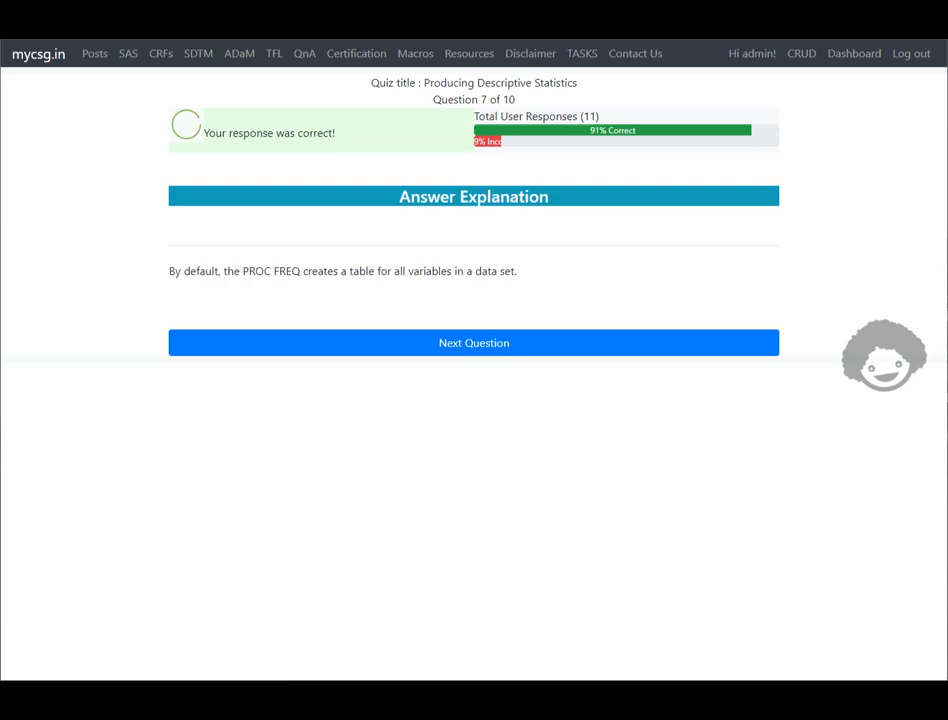 mycsg.in Posts SAS CRFs SDTM ADaM TFL QnA Certification Macros Resources Disclaimer TASKS Contact Us Hi admin! CRUD Dashboard Log out
Quiz title : Producing Descriptive Statistics
Question 7 of 10
Your response was correct!
Total User Responses (11)
91% Correct
9% Inco
Answer Explanation
By default, the PROC FREQ creates a table for all variables in a data set.
Next Question